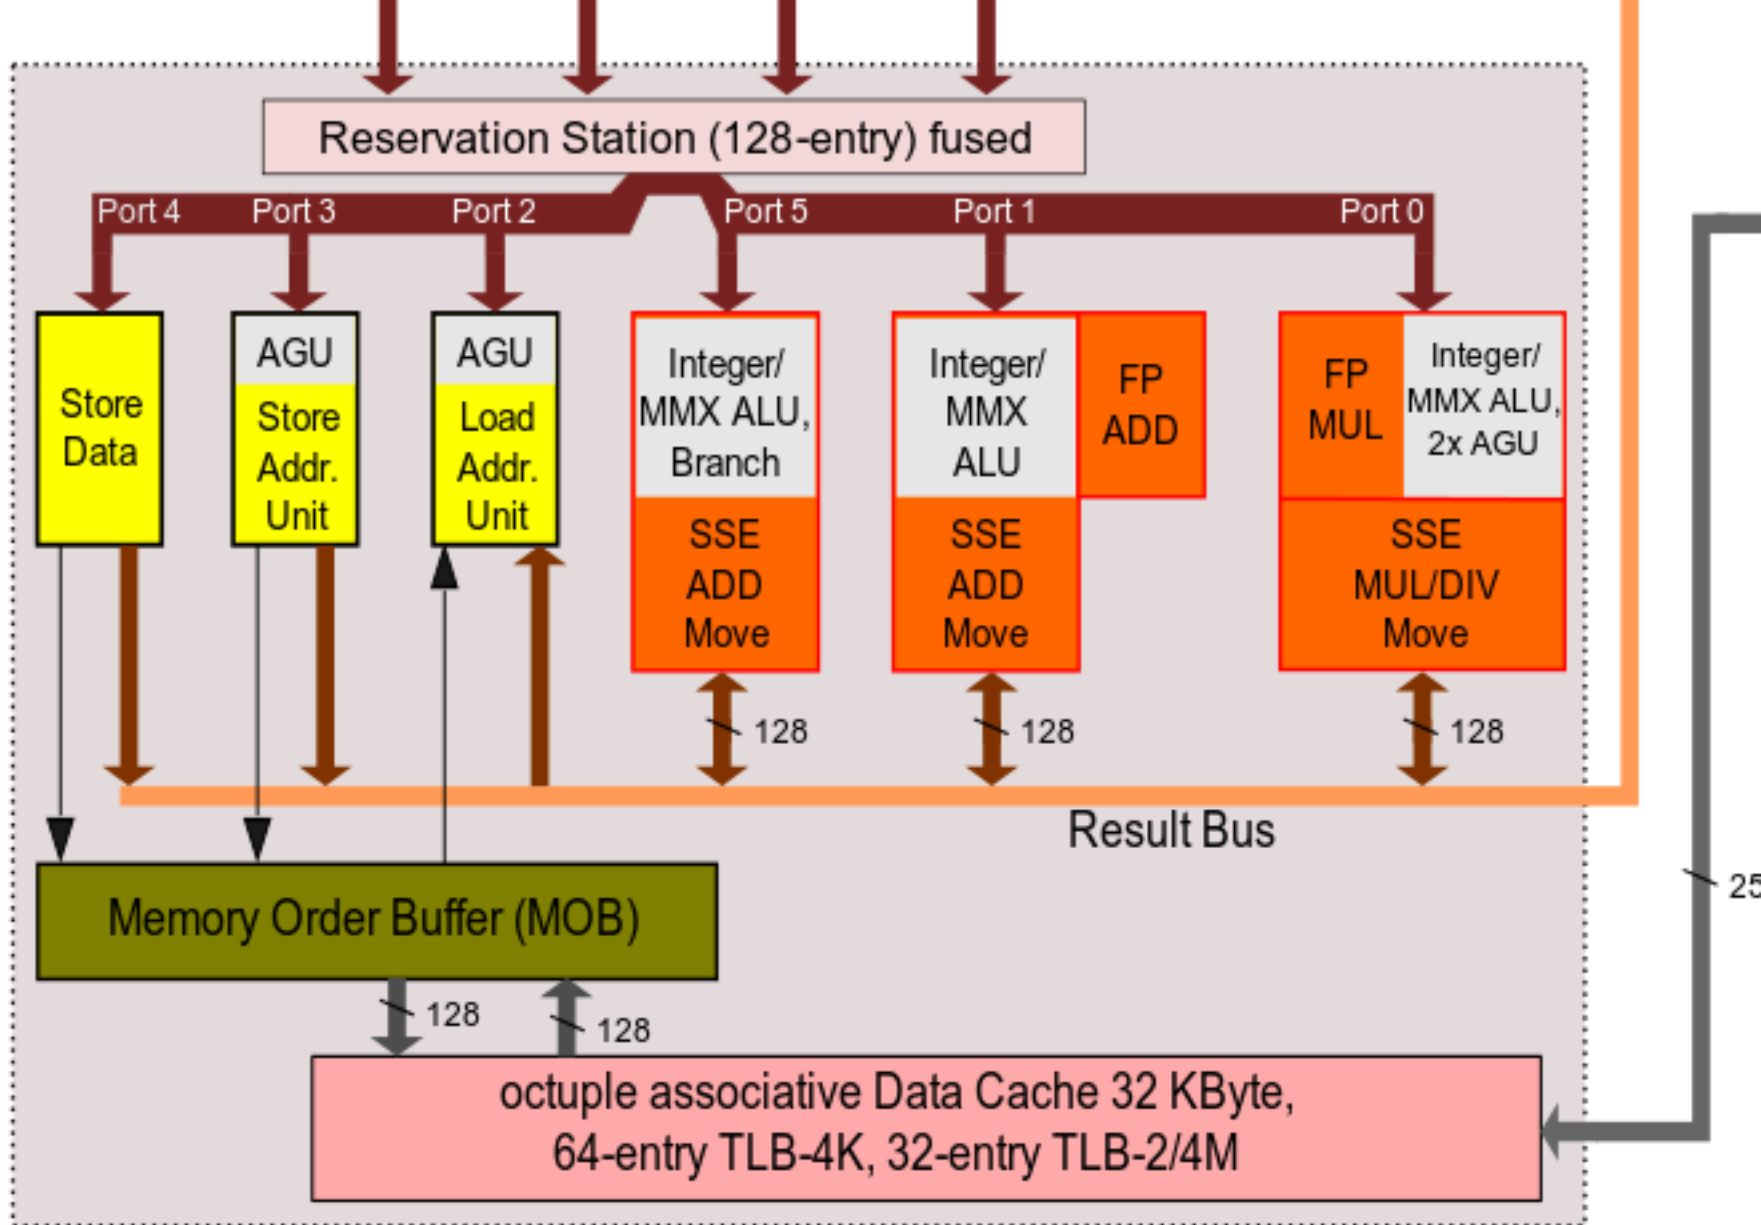 Reservation Station (128-entry) fused
Port 4
Port 3
Port 2
Port 5
Port 1
Port 0
Store
Data
AGU
Store
Addr.
Unit
AGU
Load
Addr.
Unit
Integer/
MMX ALU,
Branch
SSE
ADD
Move
Integer/
MMX
ALU
FP
ADD
SSE
ADD
Move
FP
MUL
Integer/
MMX ALU,
2x AGU
SSE
MUL/DIV
Move
128
128
128
Result Bus
25
Memory Order Buffer (MOB)
128
128
octuple associative Data Cache 32 KByte,
64-entry TLB-4K, 32-entry TLB-2/4M